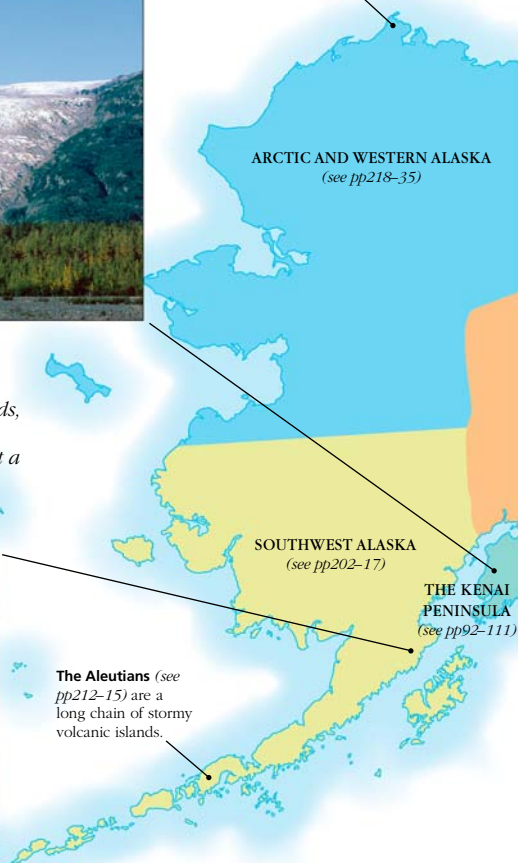 ARCTIC AND WESTERN ALASKA
(see pp218–35)
ds,
t a
SOUTHWEST ALASKA
(see pp202–17)
THE KENAI
PENINSULA
(see pp92–111)
The Aleutians (see
pp212–15) are a
long chain of stormy
volcanic islands.